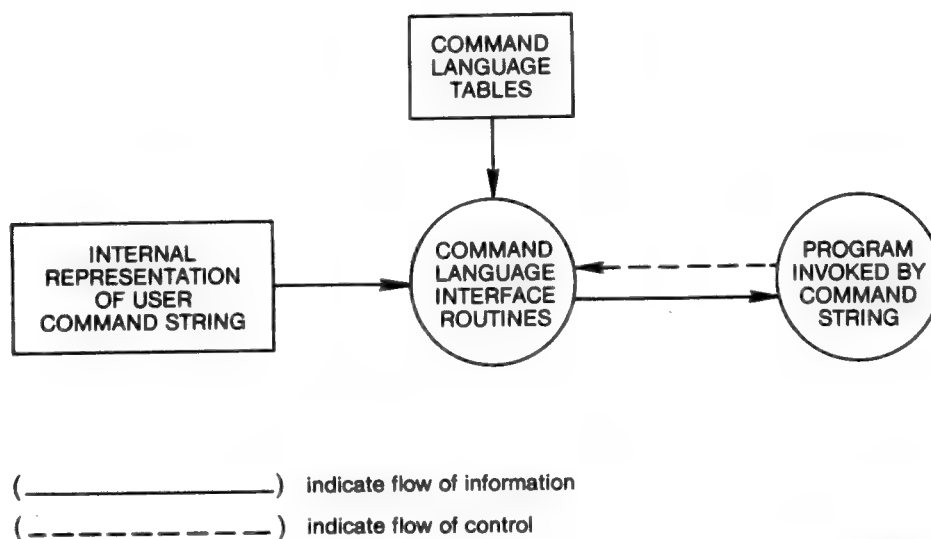 COMMAND
LANGUAGE
TABLES
INTERNAL
REPRESENTATION
OF USER
COMMAND STRING
COMMAND
LANGUAGE
INTERFACE
ROUTINES
PROGRAM
INVOKED BY
COMMAND
STRING
(____________________) indicate flow of information
(_ _ _ _ _ _ _ _ _ _) indicate flow of control